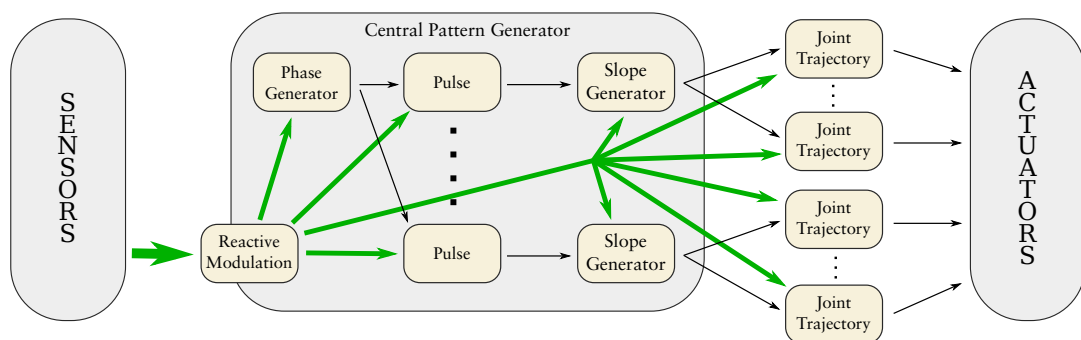 SENSORS
Central Pattern Generator
Phase
Generator
Pulse
Slope
Generator
Reactive
Modulation
Pulse
Slope
Generator
Joint
Trajectory
Joint
Trajectory
Joint
Trajectory
Joint
Trajectory
ACTUATORS